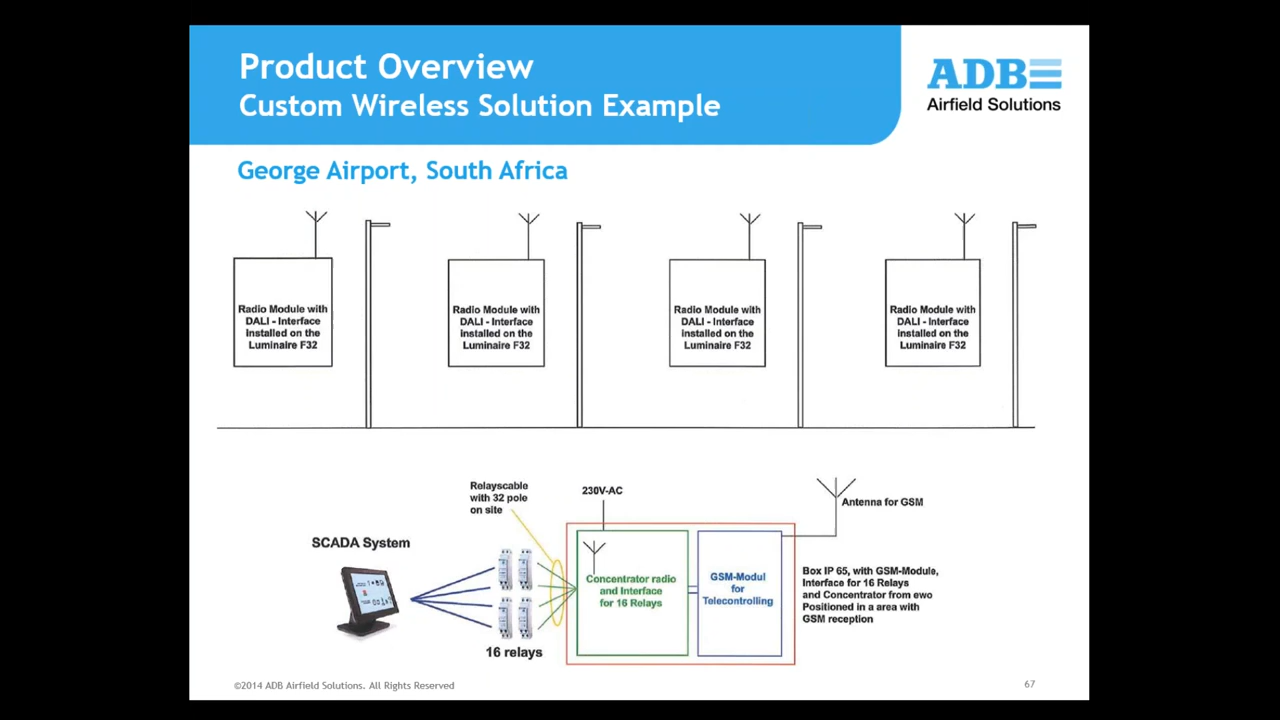 Product Overview
Custom Wireless Solution Example
ADB
Airfield Solutions
George Airport, South Africa
Radio Module with
DALI - Interface
installed on the
Luminaire F32
Radio Module with
DALI - Interface
installed on the
Luminaire F32
Radio Module with
DALI - Interface
installed on the
Luminaire F32
Radio Module with
DALI - Interface
installed on the
Luminaire F32
Relayscable
with 32 pole
on site
230V-AC
Antenna for GSM
SCADA System
Concentrator radio
and Interface
for 16 Relays
GSM-Modul
for
Telecontrolling
Box IP 65, with GSM-Module,
Interface for 16 Relays
and Concentrator from ewo
Positioned in a area with
GSM reception
16 relays
©2014 ADB Airfield Solutions. All Rights Reserved
67